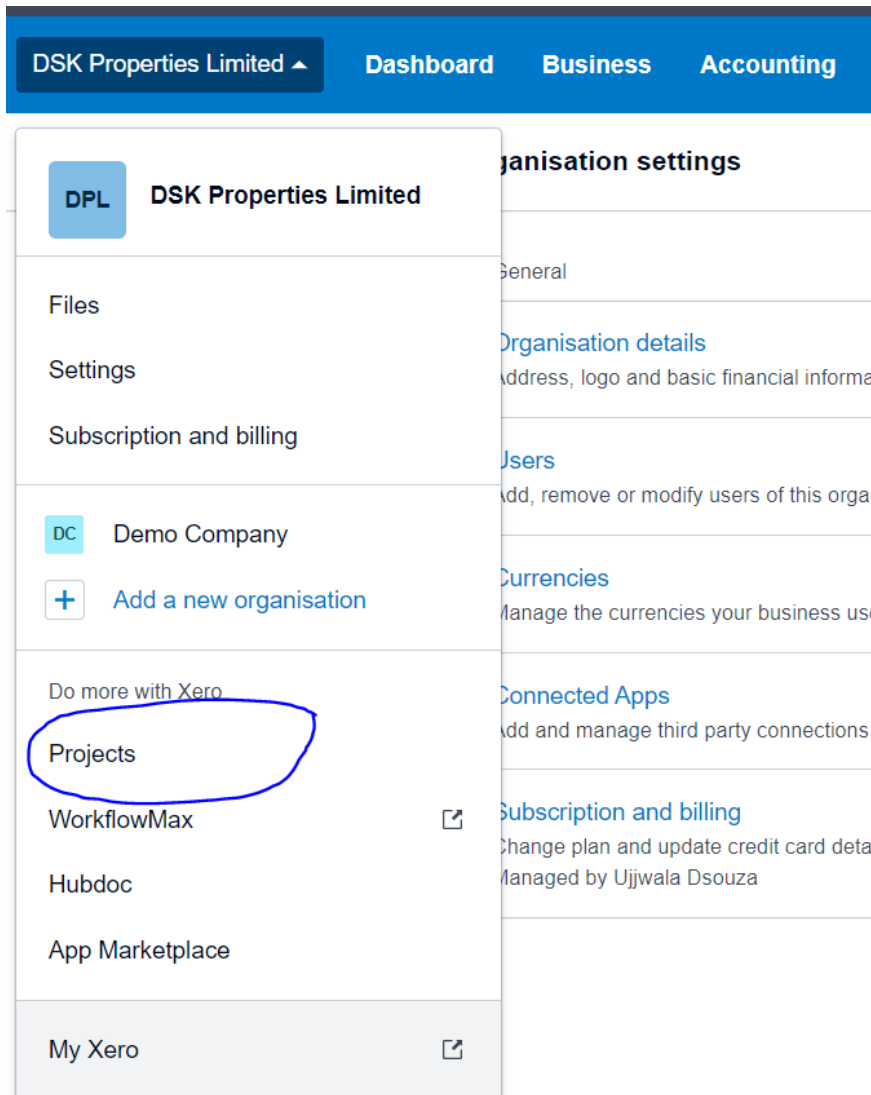 DSK Properties Limited
Dashboard
Business
Accounting
DPL
DSK Properties Limited
Files
Settings
Subscription and billing
DC
Demo Company
Add a new organisation
Do more with Xero
Projects
WorkflowMax
Hubdoc
App Marketplace
My Xero
ganisation settings
General
Organisation details
Address, logo and basic financial informa
Users
Add, remove or modify users of this orga
Currencies
Manage the currencies your business use
Connected Apps
Add and manage third party connections
Subscription and billing
Change plan and update credit card deta
Managed by Ujjwala Dsouza